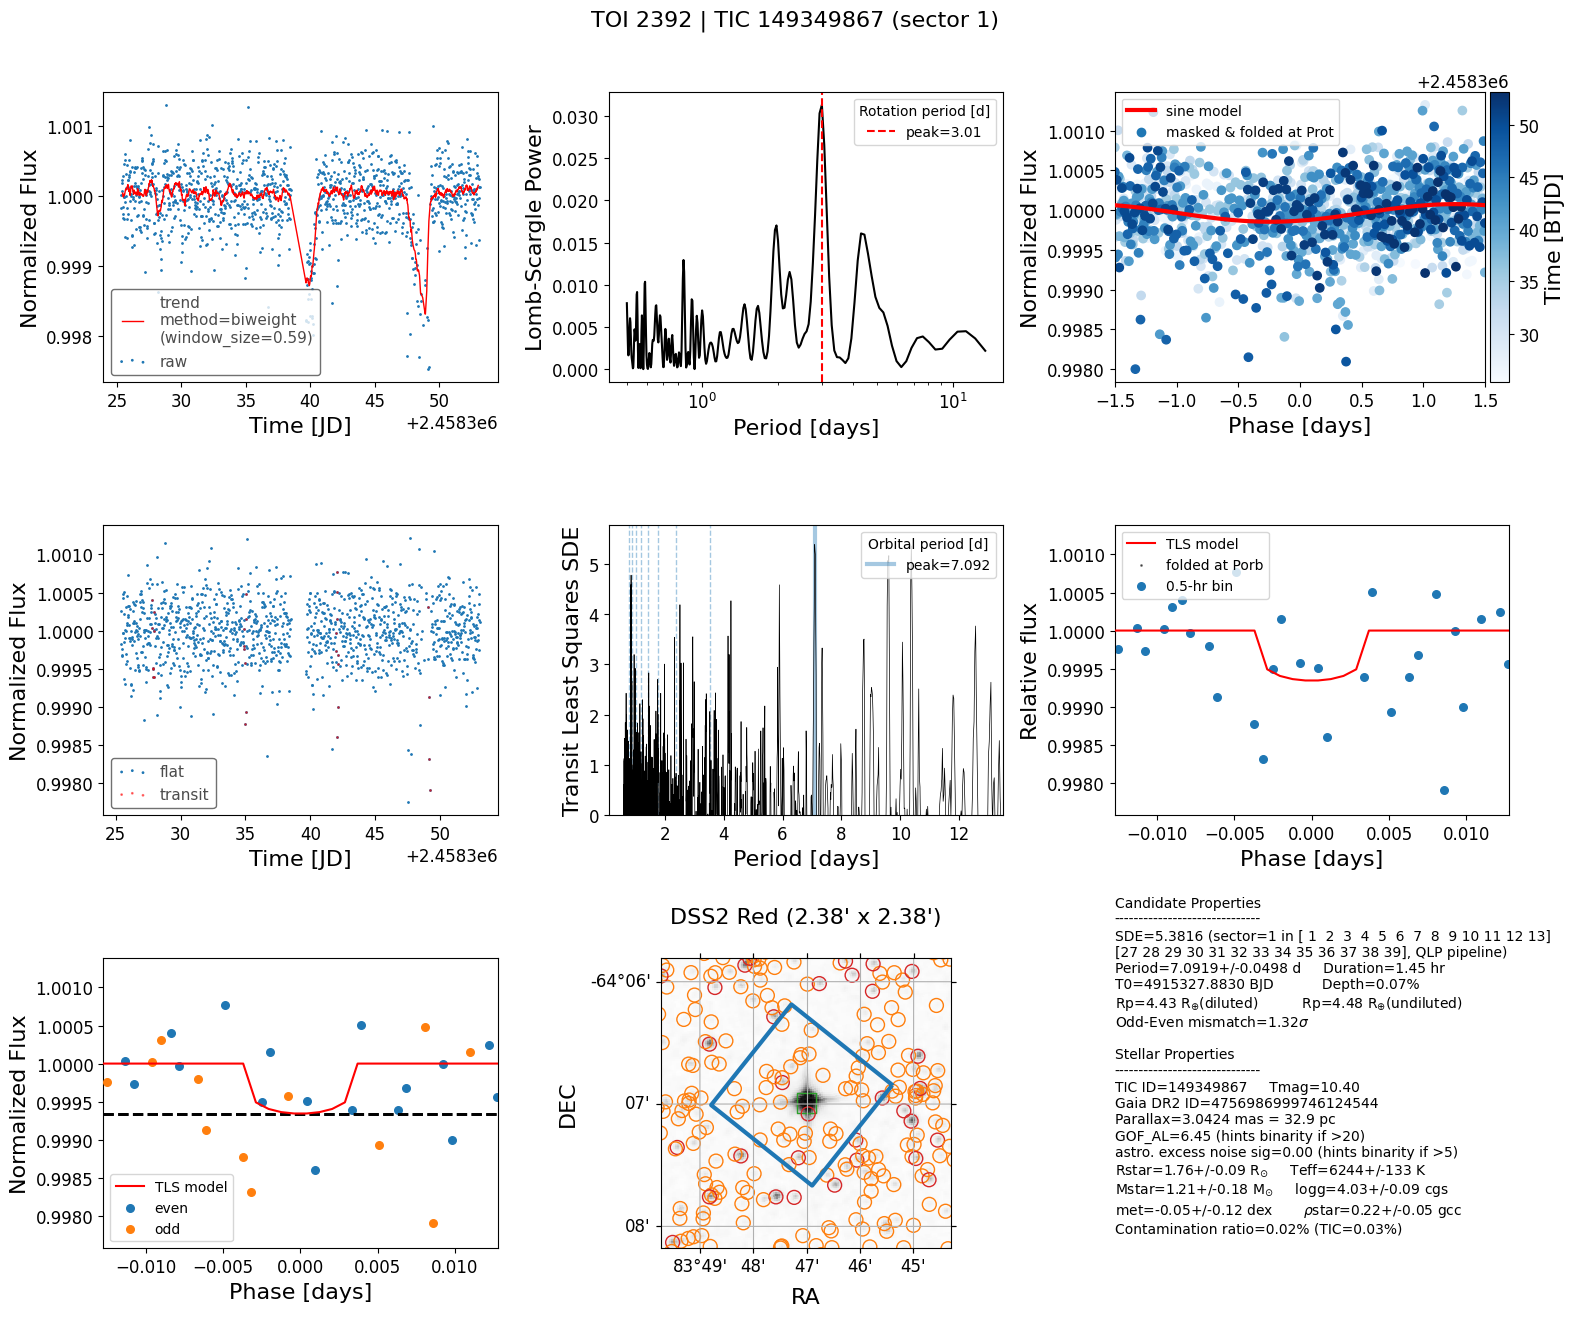 TOI 2392 | TIC 149349867 (sector 1)
Normalized Flux
1.001
1.000
0.999
0.998
trend
method=biweight
(window_size=0.59)
raw
25 30 35 40 45 50
Time [JD]
+2.4583e6
Lomb-Scargle Power
0.030
0.025
0.020
0.015
0.010
0.005
0.000
Rotation period [d]
peak=3.01
10^0 10^1
Period [days]
Normalized Flux
1.0010
1.0005
1.0000
0.9995
0.9990
0.9985
0.9980
sine model
masked & folded at Prot
−1.5 −1.0 −0.5 0.0 0.5 1.0 1.5
Phase [days]
+2.4583e6
50
45
40
35
30
Time [BTJD]
Normalized Flux
1.0010
1.0005
1.0000
0.9995
0.9990
0.9985
0.9980
flat
transit
25 30 35 40 45 50
Time [JD]
+2.4583e6
Transit Least Squares SDE
5
4
3
2
1
0
Orbital period [d]
peak=7.092
2 4 6 8 10 12
Period [days]
Relative flux
1.0010
1.0005
1.0000
0.9995
0.9990
0.9985
0.9980
TLS model
folded at Porb
0.5-hr bin
−0.010 −0.005 0.000 0.005 0.010
Phase [days]
Normalized Flux
1.0010
1.0005
1.0000
0.9995
0.9990
0.9985
0.9980
TLS model
even
odd
−0.010 −0.005 0.000 0.005 0.010
Phase [days]
DSS2 Red (2.38' x 2.38')
DEC
-64°06'
07'
08'
83°49' 48' 47' 46' 45'
RA
Candidate Properties
-------------------------------
SDE=5.3816 (sector=1 in [ 1 2 3 4 5 6 7 8 9 10 11 12 13]
[27 28 29 30 31 32 33 34 35 36 37 38 39], QLP pipeline)
Period=7.0919+/-0.0498 d Duration=1.45 hr
T0=4915327.8830 BJD Depth=0.07%
Rp=4.43 R⊕(diluted) Rp=4.48 R⊕(undiluted)
Odd-Even mismatch=1.32σ
Stellar Properties
-------------------------------
TIC ID=149349867 Tmag=10.40
Gaia DR2 ID=4756986999746124544
Parallax=3.0424 mas = 32.9 pc
GOF_AL=6.45 (hints binarity if >20)
astro. excess noise sig=0.00 (hints binarity if >5)
Rstar=1.76+/-0.09 R⊙ Teff=6244+/-133 K
Mstar=1.21+/-0.18 M⊙ logg=4.03+/-0.09 cgs
met=-0.05+/-0.12 dex ρstar=0.22+/-0.05 gcc
Contamination ratio=0.02% (TIC=0.03%)